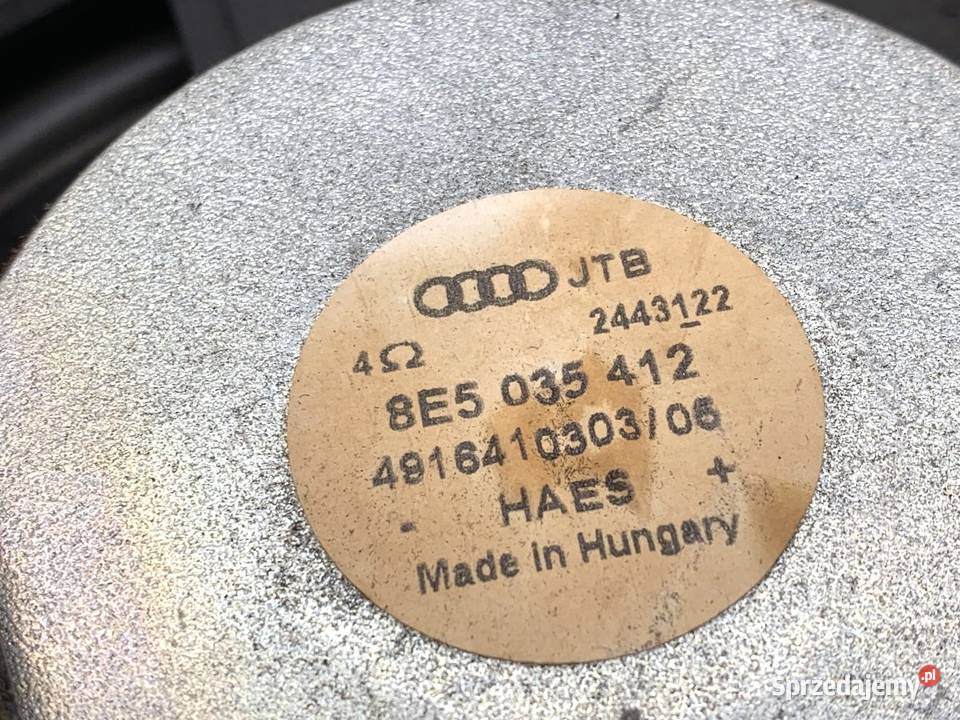 JTB
2443122
4Ω
8E5 035 412
4916410303/06
- HAES +
Made in Hungary
Sprzedajemy.pl